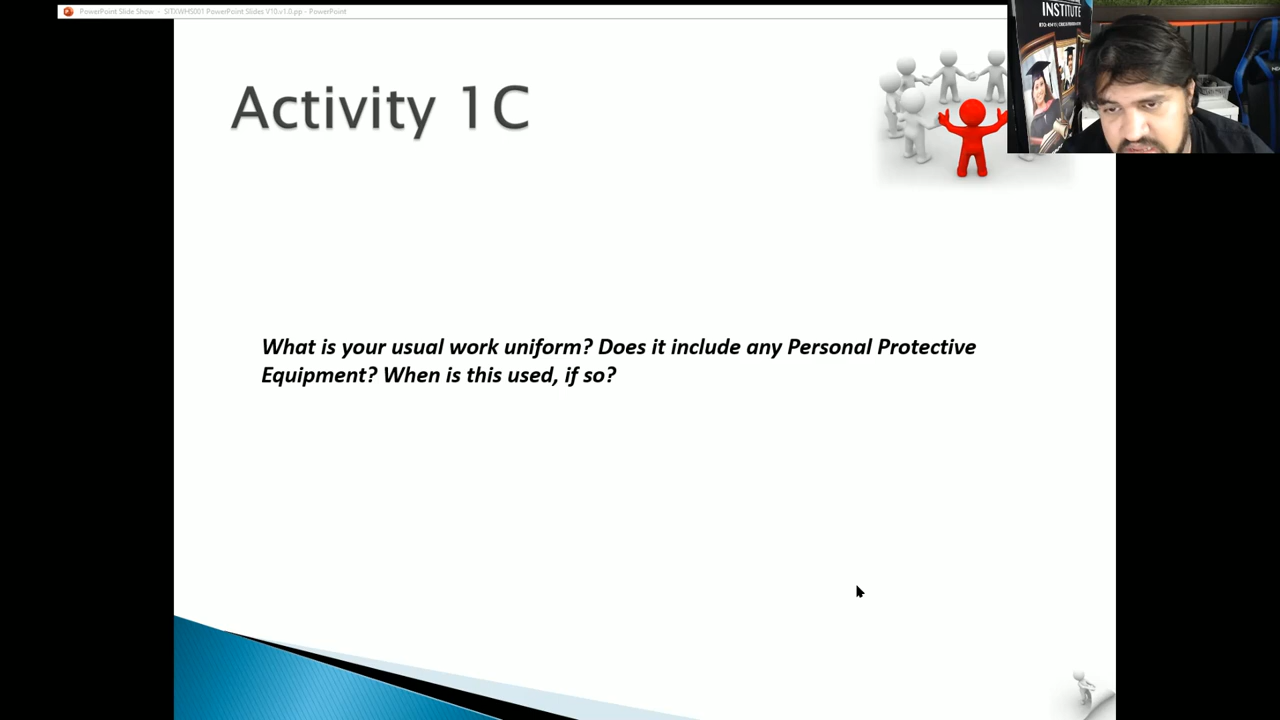 PowerPoint Slide Show - SITXWHS001 PowerPoint Slides V10.v1.0.pp - PowerPoint
INSTITUTE
Activity 1C
What is your usual work uniform? Does it include any Personal Protective
Equipment? When is this used, if so?